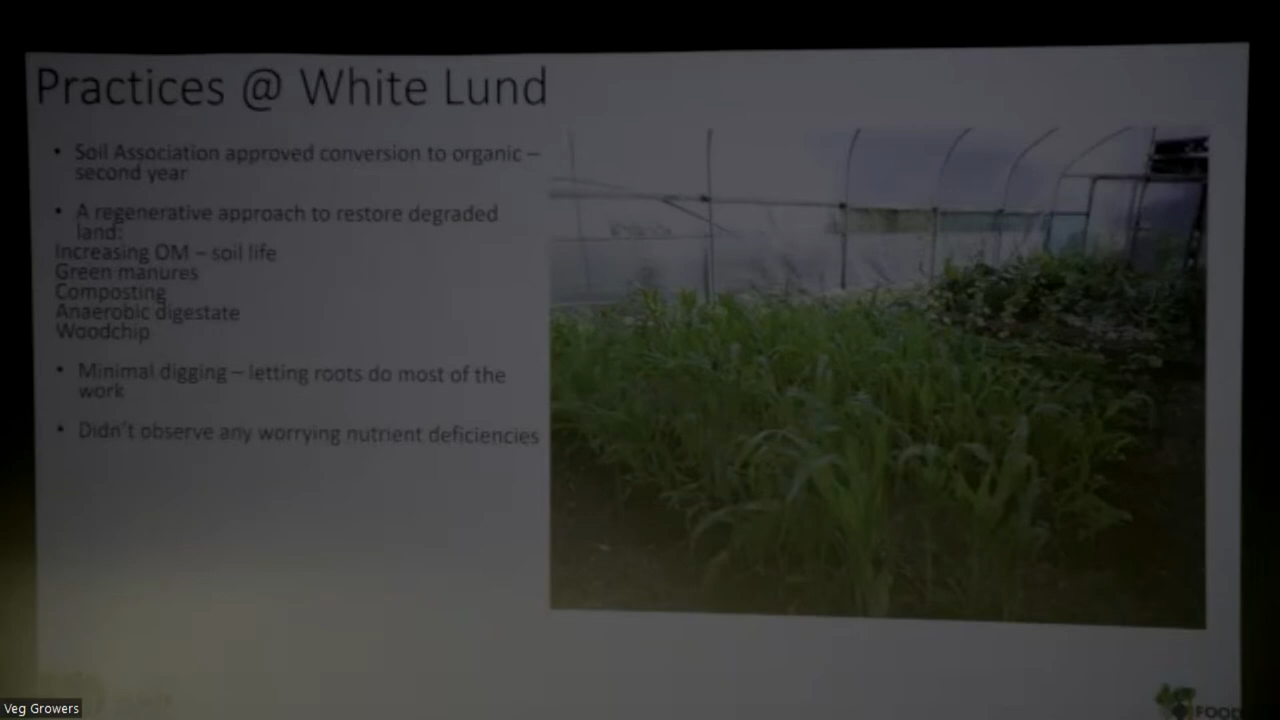 Practices @ White Lund
• Soil Association approved conversion to organic –
second year
• A regenerative approach to restore degraded
land:
Increasing OM – soil life
Green manures
Composting
Anaerobic digestate
Woodchip
• Minimal digging – letting roots do most of the
work
• Didn't observe any worrying nutrient deficiencies
FOOD
Veg Growers